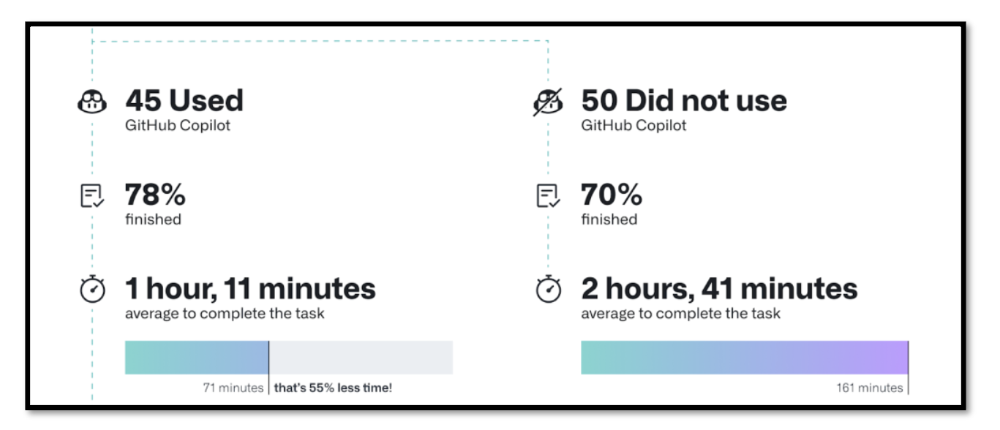 45 Used
GitHub Copilot
78%
finished
1 hour, 11 minutes
average to complete the task
71 minutes
that's 55% less time!
50 Did not use
GitHub Copilot
70%
finished
2 hours, 41 minutes
average to complete the task
161 minutes